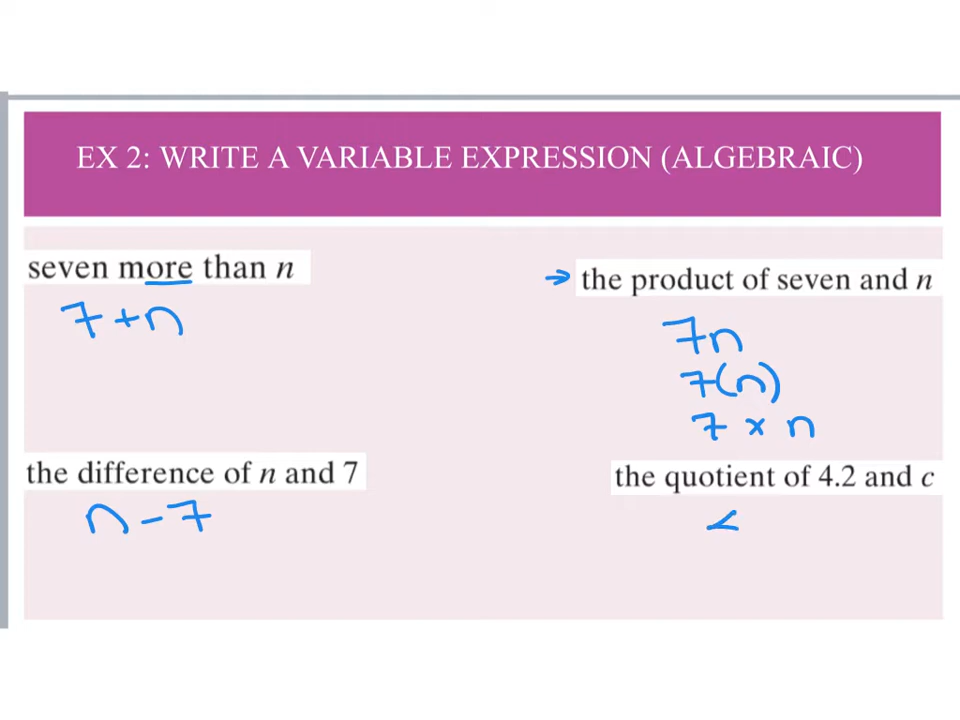 EX 2: WRITE A VARIABLE EXPRESSION (ALGEBRAIC)
seven more than n
7 + n
the product of seven and n
7n
7(n)
7 × n
the difference of n and 7
n - 7
the quotient of 4.2 and c